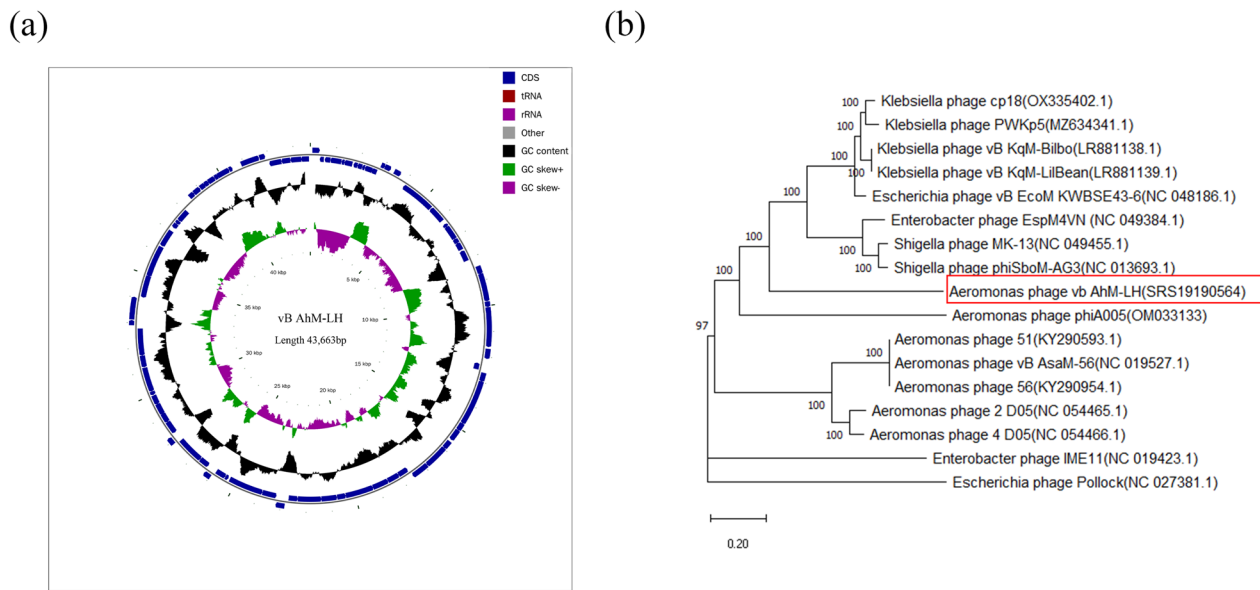 (a)
CDS
tRNA
rRNA
Other
GC content
GC skew+
GC skew-
40 kbp
5 kbp
35 kbp
10 kbp
30 kbp
15 kbp
25 kbp
20 kbp
vB AhM-LH
Length 43,663bp
(b)
100 Klebsiella phage cp18(OX335402.1)
100 Klebsiella phage PWKp5(MZ634341.1)
100 Klebsiella phage vB KqM-Bilbo(LR881138.1)
100 Klebsiella phage vB KqM-LilBean(LR881139.1)
100 Escherichia phage vB EcoM KWBSE43-6(NC 048186.1)
Enterobacter phage EspM4VN (NC 049384.1)
100 Shigella phage MK-13(NC 049455.1)
100 Shigella phage phiSboM-AG3(NC 013693.1)
100 Aeromonas phage vb AhM-LH(SRS19190564)
Aeromonas phage phiA005(OM033133)
97
Aeromonas phage 51(KY290593.1)
100 Aeromonas phage vB AsaM-56(NC 019527.1)
Aeromonas phage 56(KY290954.1)
100 Aeromonas phage 2 D05(NC 054465.1)
100 Aeromonas phage 4 D05(NC 054466.1)
Enterobacter phage IME11(NC 019423.1)
Escherichia phage Pollock(NC 027381.1)
0.20